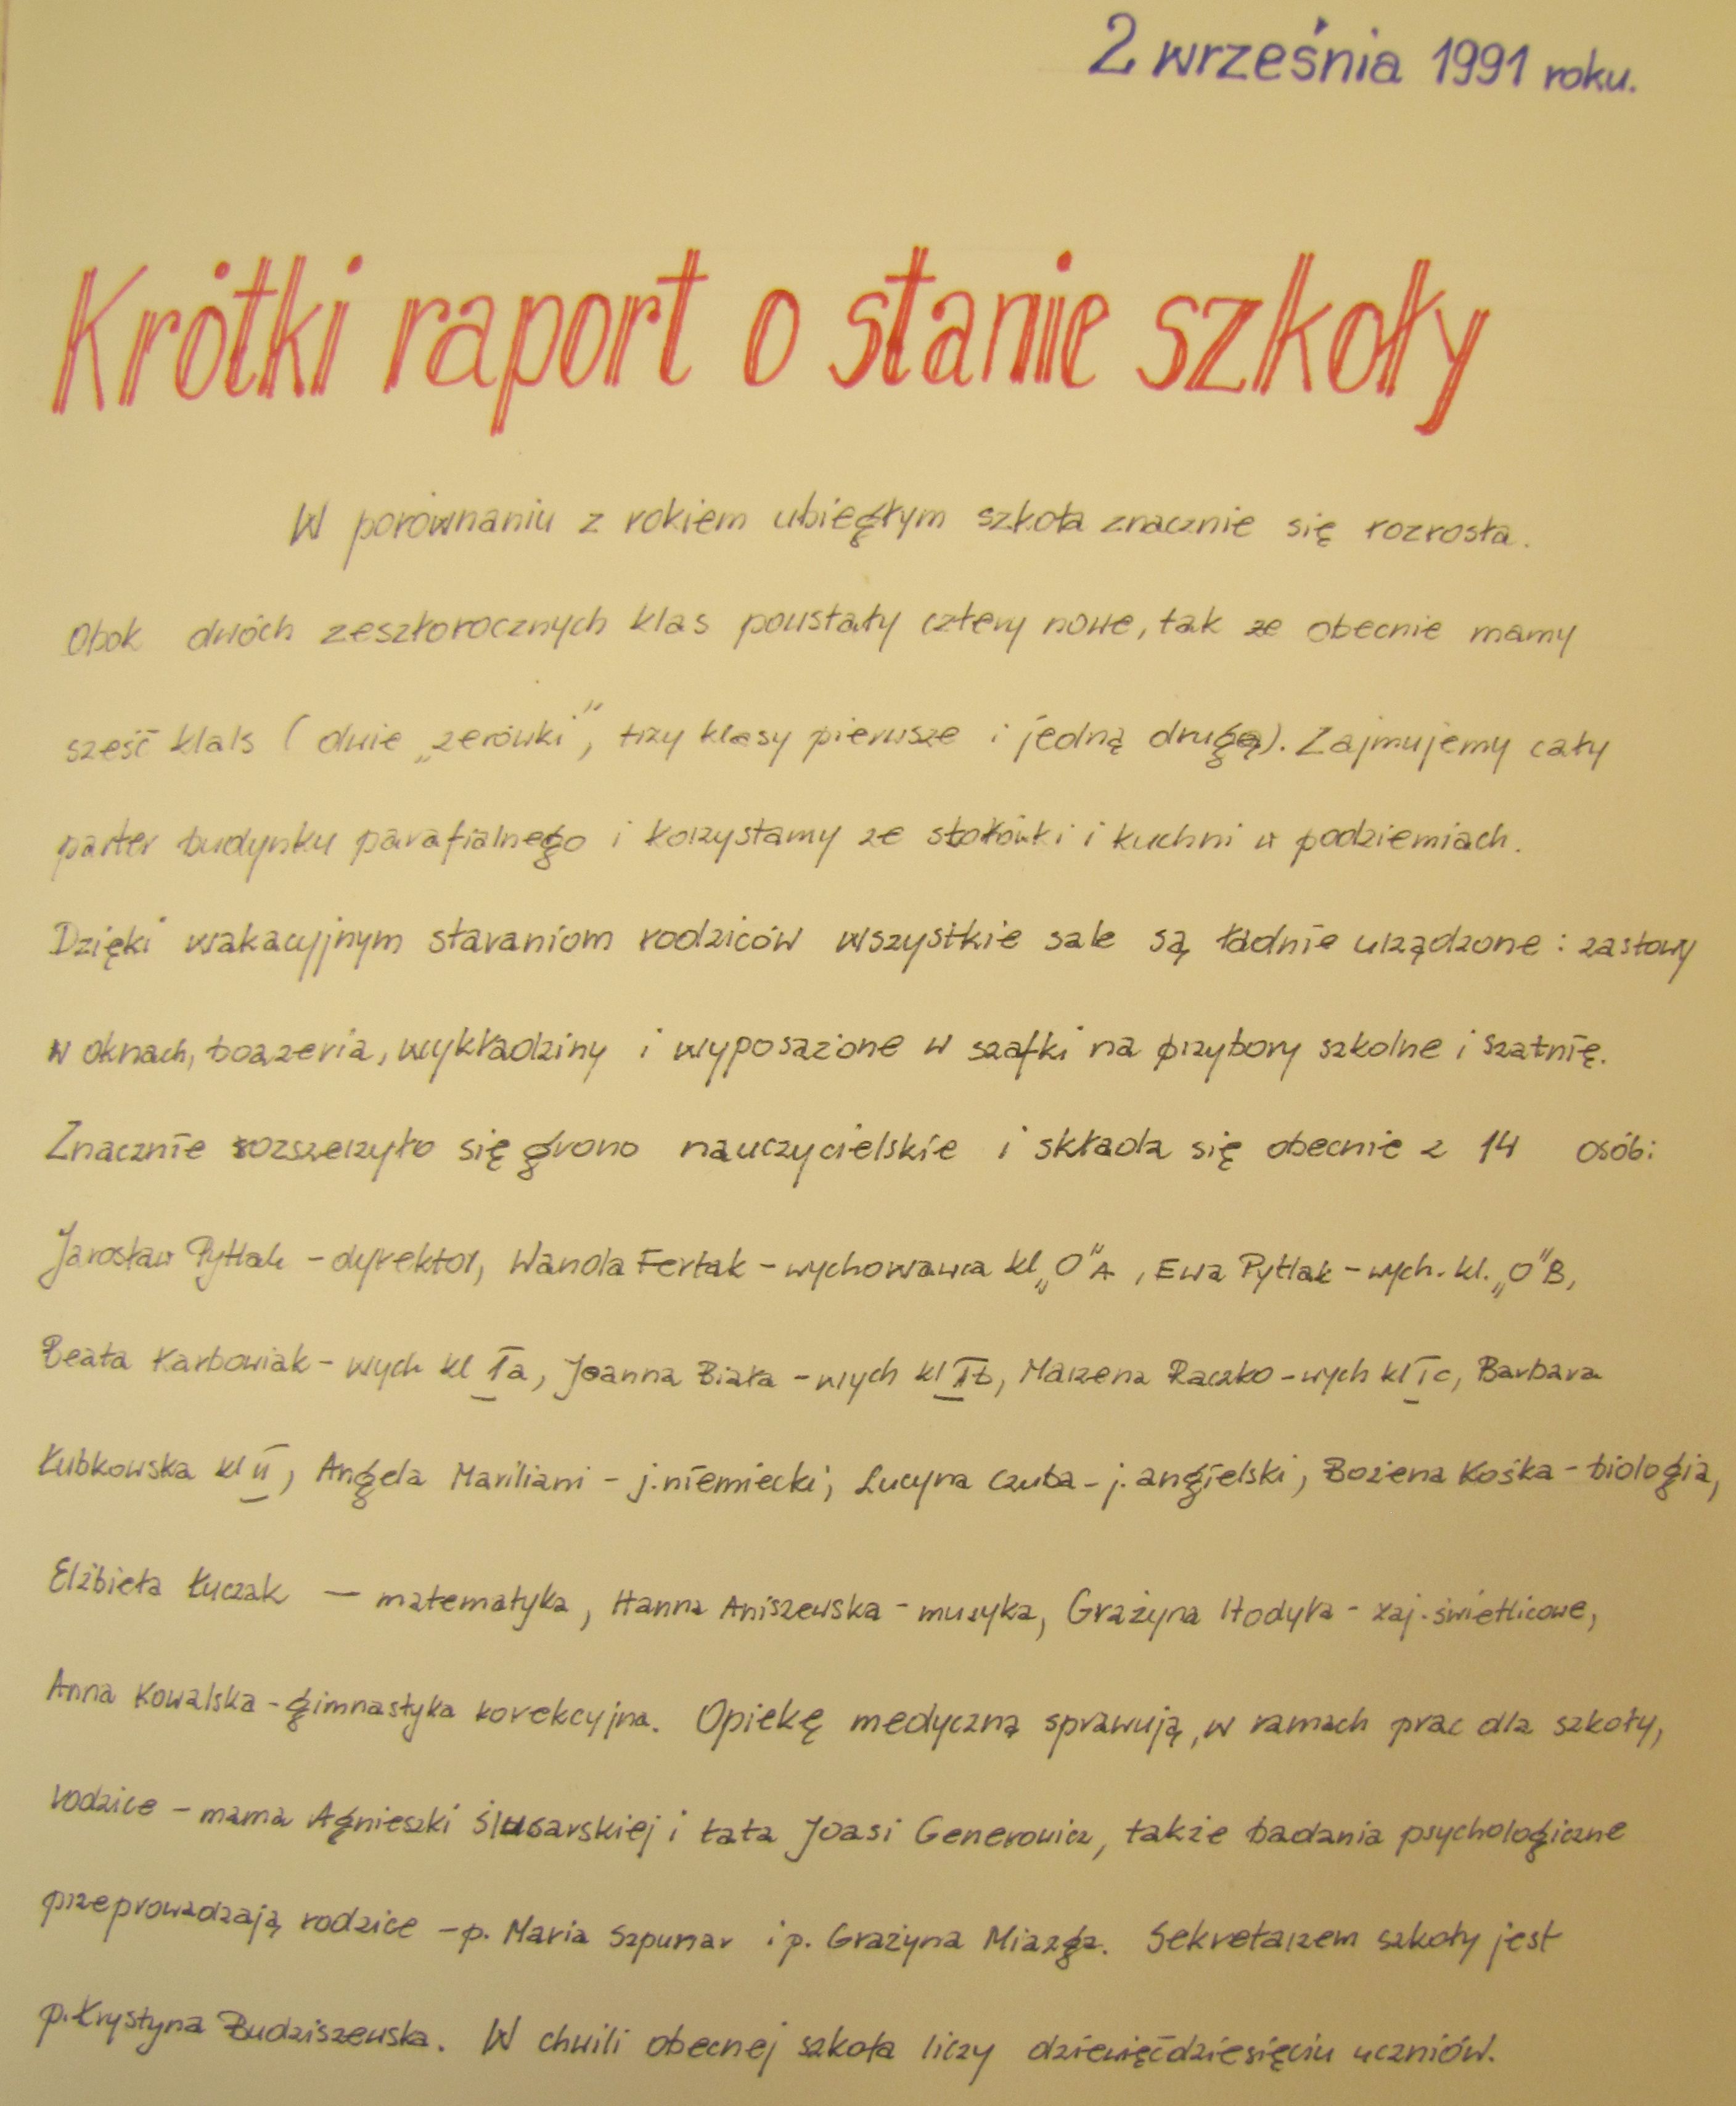 2 września 1991 roku.
Krótki raport o stanie szkoły
W porównaniu z rokiem ubiegłym szkoła znacznie się rozrosła.
Obok dwóch zeszłorocznych klas powstały cztery nowe, tak że obecnie mamy
sześć klas (dwie „zerówki", trzy klasy pierwsze i jedną drugą). Zajmujemy cały
parter budynku parafialnego i korzystamy ze stołówki i kuchni w podziemiach.
Dzięki wakacyjnym staraniom rodziców wszystkie sale są ładnie urządzone: zasłony
w oknach, boazeria, wykładziny i wyposażone w szafki na przybory szkolne i szatnię.
Znacznie rozszerzyło się grono nauczycielskie i składa się obecnie z 14 osób:
Jarosław Pytlak – dyrektor, Wanda Fertak – wychowawca kl „O"A, Ewa Pytlak – wych. kl. „O"B,
Beata Karbowiak – wych kl Ia, Joanna Biała – wych kl Ib, Marzena Raczko – wych kl Ic, Barbara
Łubkowska kl II, Angela Mariliani – j. niemiecki, Lucyna Czuba – j. angielski, Bożena Kośka – biologia,
Elżbieta Łuczak — matematyka, Hanna Aniszewska – muzyka, Grażyna Hodyra – zaj. świetlicowe,
Anna Kowalska – gimnastyka korekcyjna. Opiekę medyczną sprawują, w ramach prac dla szkoły,
rodzice – mama Agnieszki Ślusarskiej i tata Joasi Generowicz, także badania psychologiczne
przeprowadzają rodzice – p. Maria Szpunar i p. Grażyna Miazga. Sekretarzem szkoły jest
p. Krystyna Budziszewska. W chwili obecnej szkoła liczy dziewięćdziesięciu uczniów.